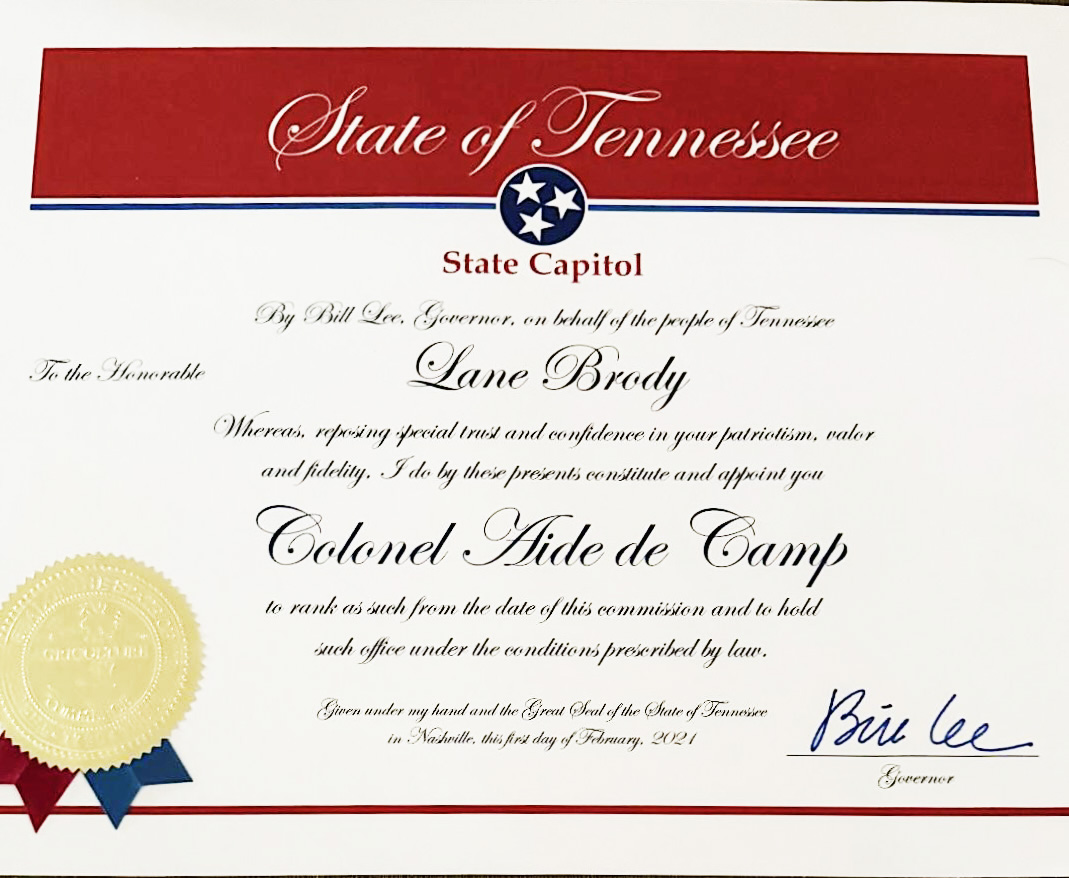 State of Tennessee
State Capitol
By Bill Lee, Governor, on behalf of the people of Tennessee
To the Honorable
Lane Brody
Whereas, reposing special trust and confidence in your patriotism, valor
and fidelity, I do by these presents constitute and appoint you
Colonel Aide de Camp
to rank as such from the date of this commission and to hold
such office under the conditions prescribed by law.
Given under my hand and the Great Seal of the State of Tennessee
in Nashville, this first day of February, 2021
Bill Lee
Governor